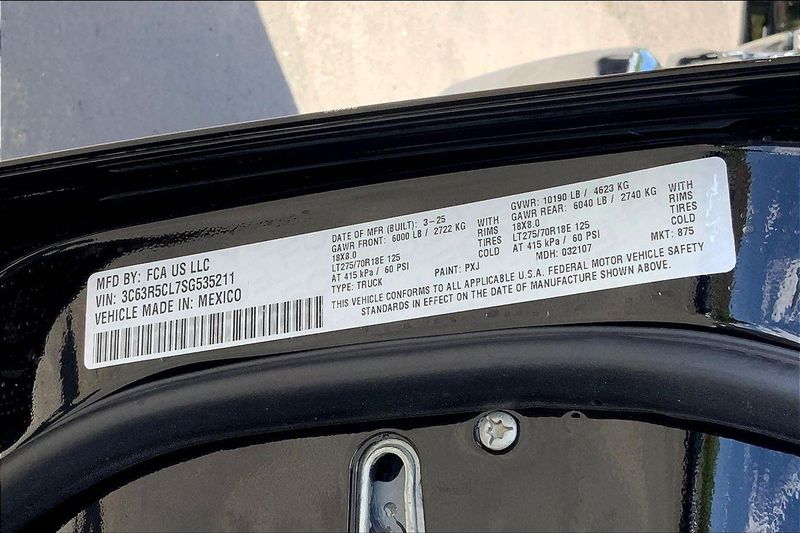 MFD BY: FCA US LLC
VIN: 3C63R5CL7SG535211
VEHICLE MADE IN: MEXICO
DATE OF MFR (BUILT): 3-25
GAWR FRONT: 6000 LB / 2722 KG WITH
18X8.0 RIMS
LT275/70R18E 125 TIRES
AT 415 kPa / 60 PSI COLD
TYPE: TRUCK PAINT: PXJ
GVWR: 10190 LB / 4623 KG
GAWR REAR: 6040 LB / 2740 KG WITH
18X8.0 RIMS
LT275/70R18E 125 TIRES
AT 415 kPa / 60 PSI COLD
MDH: 032107 MKT: 875
THIS VEHICLE CONFORMS TO ALL APPLICABLE U.S.A. FEDERAL MOTOR VEHICLE SAFETY
STANDARDS IN EFFECT ON THE DATE OF MANUFACTURE SHOWN ABOVE